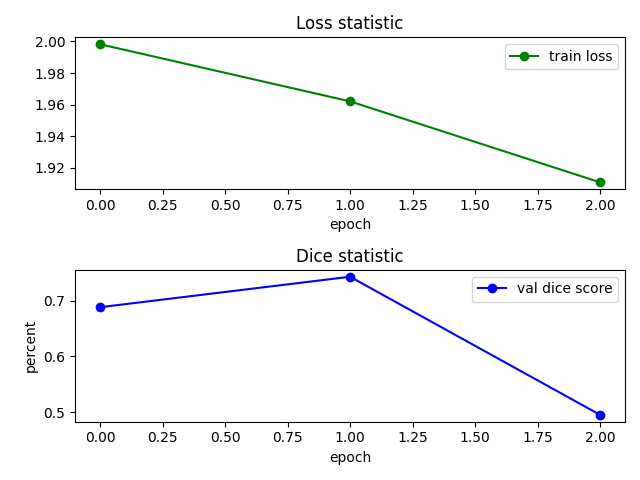 Loss statistic
2.00
1.98
1.96
1.94
1.92
train loss
0.00 0.25 0.50 0.75 1.00 1.25 1.50 1.75 2.00
epoch
Dice statistic
percent
0.7
0.6
0.5
val dice score
0.00 0.25 0.50 0.75 1.00 1.25 1.50 1.75 2.00
epoch